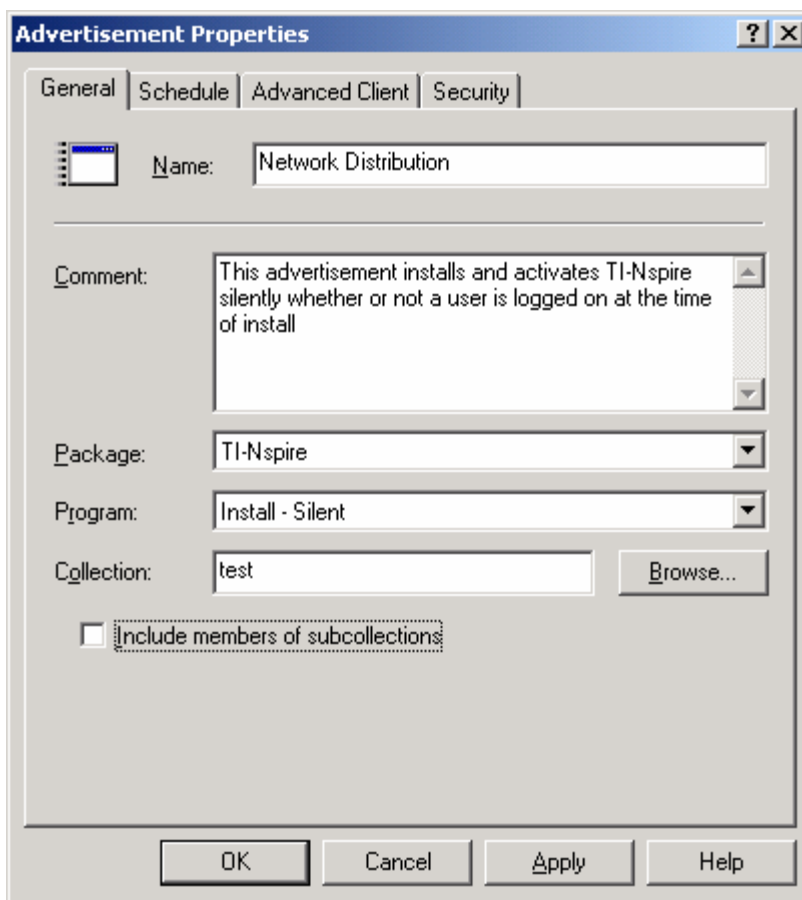 Advertisement Properties
General Schedule Advanced Client Security
Name: Network Distribution
Comment: This advertisement installs and activates TI-Nspire
silently whether or not a user is logged on at the time
of install
Package: TI-Nspire
Program: Install - Silent
Collection: test Browse...
Include members of subcollections
OK Cancel Apply Help